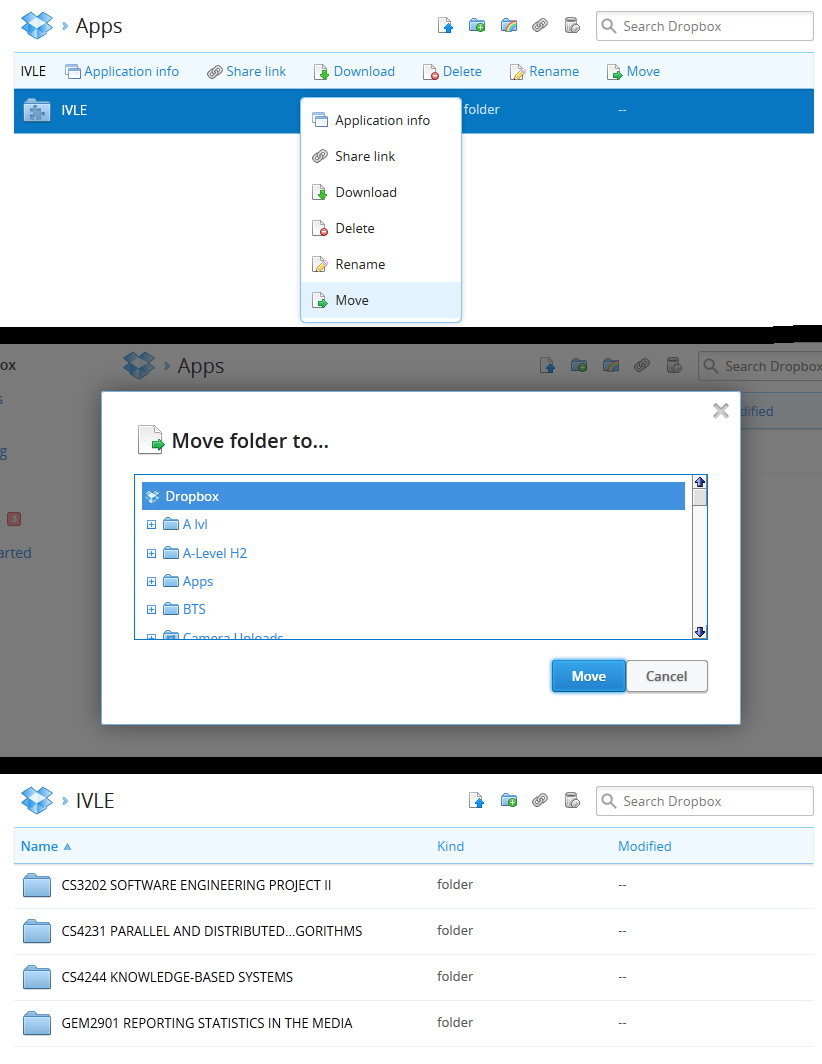 Apps
Search Dropbox
IVLE Application info Share link Download Delete Rename Move
IVLE folder --
Application info
Share link
Download
Delete
Rename
Move
ox
Apps
Search Dropbox
s
dified
g
3
arted
Move folder to...
Dropbox
A lvl
A-Level H2
Apps
BTS
Camera Uploads
Move Cancel
IVLE
Search Dropbox
Name Kind Modified
CS3202 SOFTWARE ENGINEERING PROJECT II folder --
CS4231 PARALLEL AND DISTRIBUTED...GORITHMS folder --
CS4244 KNOWLEDGE-BASED SYSTEMS folder --
GEM2901 REPORTING STATISTICS IN THE MEDIA folder --